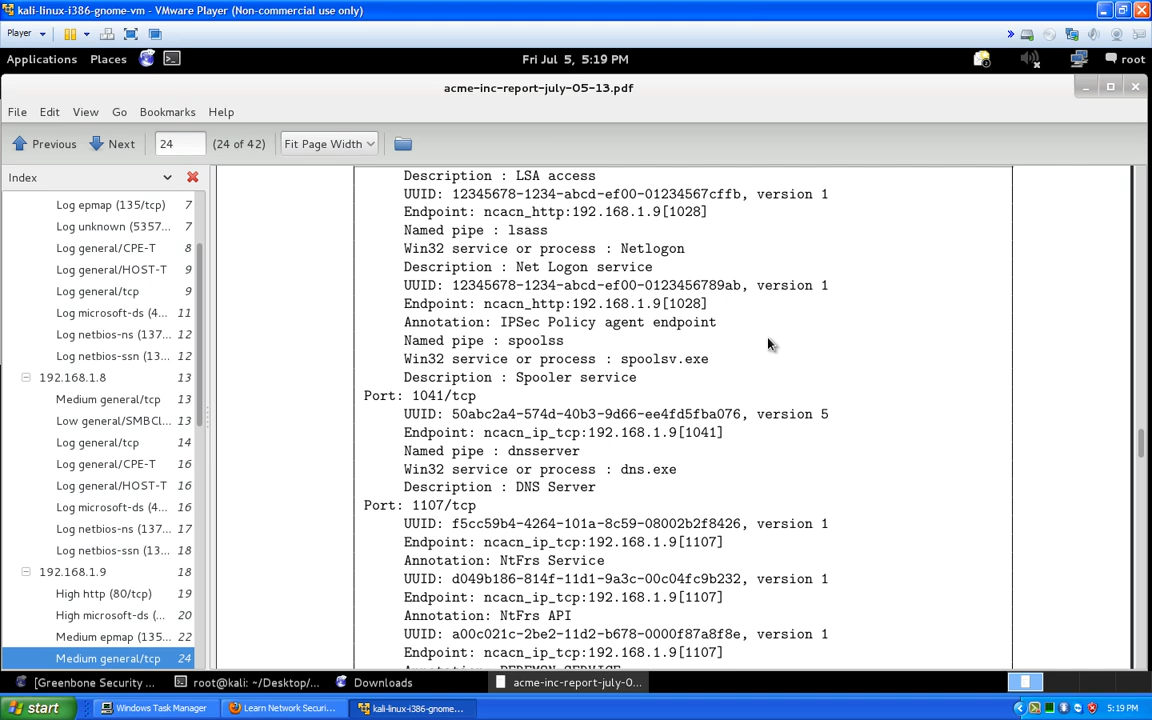 kali-linux-i386-gnome-vm - VMware Player (Non-commercial use only)
Player
Applications Places Fri Jul 5, 5:19 PM root
acme-inc-report-july-05-13.pdf
File Edit View Go Bookmarks Help
Previous Next 24 (24 of 42) Fit Page Width
Index
Log epmap (135/tcp) 7
Log unknown (5357... 7
Log general/CPE-T 8
Log general/HOST-T 9
Log general/tcp 9
Log microsoft-ds (4... 11
Log netbios-ns (137... 12
Log netbios-ssn (13... 12
192.168.1.8 13
Medium general/tcp 13
Low general/SMBCl... 13
Log general/tcp 14
Log general/CPE-T 16
Log general/HOST-T 16
Log microsoft-ds (4... 16
Log netbios-ns (137... 17
Log netbios-ssn (13... 18
192.168.1.9 18
High http (80/tcp) 19
High microsoft-ds (... 20
Medium epmap (135... 22
Medium general/tcp 24
Description : LSA access
UUID: 12345678-1234-abcd-ef00-01234567cffb, version 1
Endpoint: ncacn_http:192.168.1.9[1028]
Named pipe : lsass
Win32 service or process : Netlogon
Description : Net Logon service
UUID: 12345678-1234-abcd-ef00-0123456789ab, version 1
Endpoint: ncacn_http:192.168.1.9[1028]
Annotation: IPSec Policy agent endpoint
Named pipe : spoolss
Win32 service or process : spoolsv.exe
Description : Spooler service
Port: 1041/tcp
UUID: 50abc2a4-574d-40b3-9d66-ee4fd5fba076, version 5
Endpoint: ncacn_ip_tcp:192.168.1.9[1041]
Named pipe : dnsserver
Win32 service or process : dns.exe
Description : DNS Server
Port: 1107/tcp
UUID: f5cc59b4-4264-101a-8c59-08002b2f8426, version 1
Endpoint: ncacn_ip_tcp:192.168.1.9[1107]
Annotation: NtFrs Service
UUID: d049b186-814f-11d1-9a3c-00c04fc9b232, version 1
Endpoint: ncacn_ip_tcp:192.168.1.9[1107]
Annotation: NtFrs API
UUID: a00c021c-2be2-11d2-b678-0000f87a8f8e, version 1
Endpoint: ncacn_ip_tcp:192.168.1.9[1107]
Annotation: PERFMON SERVICE
[Greenbone Security ... root@kali: ~/Desktop/... Downloads acme-inc-report-july-0...
start Windows Task Manager Learn Network Securi... kali-linux-i386-gnome... 5:19 PM